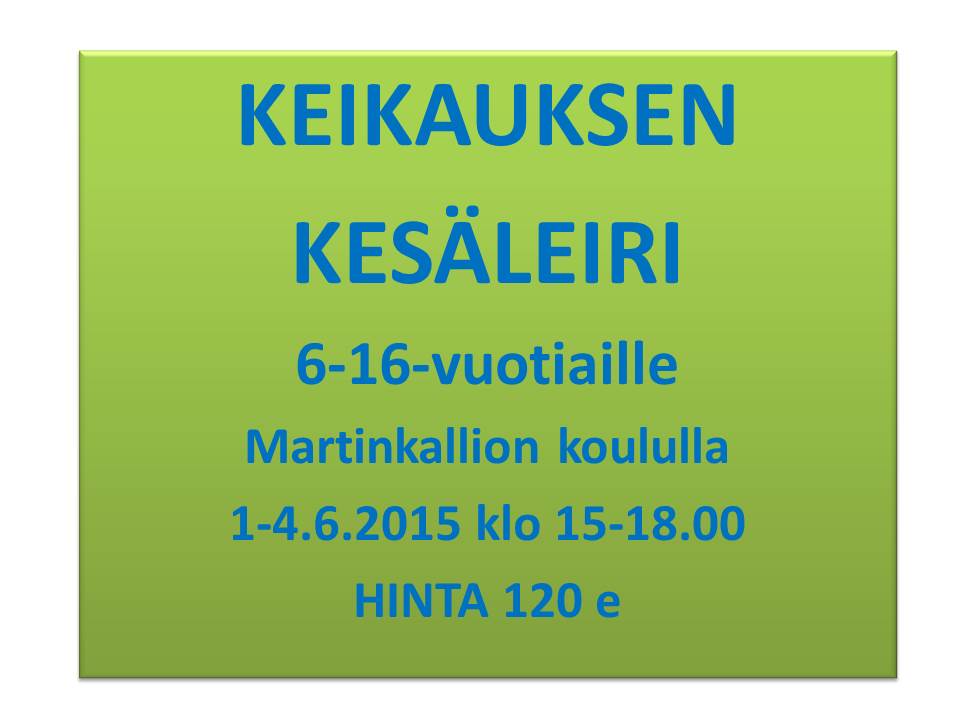 KEIKAUKSEN
KESÄLEIRI
6-16-vuotiaille
Martinkallion koululla
1-4.6.2015 klo 15-18.00
HINTA 120 e